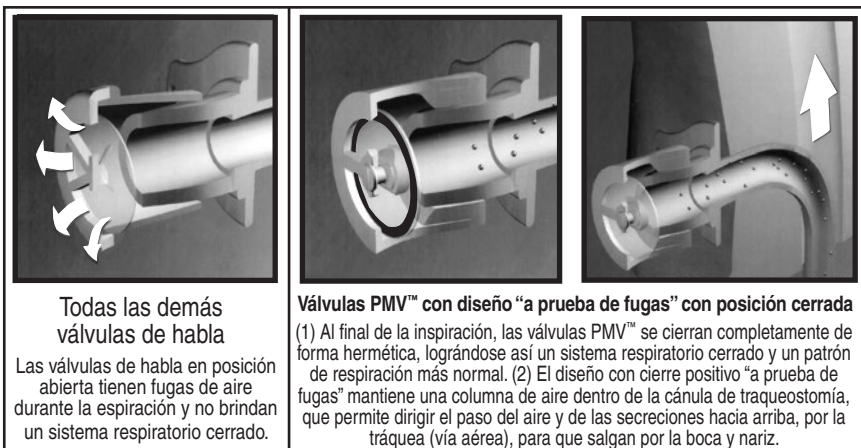 Todas las demás
válvulas de habla
Las válvulas de habla en posición
abierta tienen fugas de aire
durante la espiración y no brindan
un sistema respiratorio cerrado.
Válvulas PMV™ con diseño “a prueba de fugas” con posición cerrada
(1) Al final de la inspiración, las válvulas PMV™ se cierran completamente de
forma hermética, lográndose así un sistema respiratorio cerrado y un patrón
de respiración más normal. (2) El diseño con cierre positivo “a prueba de
fugas” mantiene una columna de aire dentro de la cánula de traqueostomía,
que permite dirigir el paso del aire y de las secreciones hacia arriba, por la
tráquea (vía aérea), para que salgan por la boca y nariz.